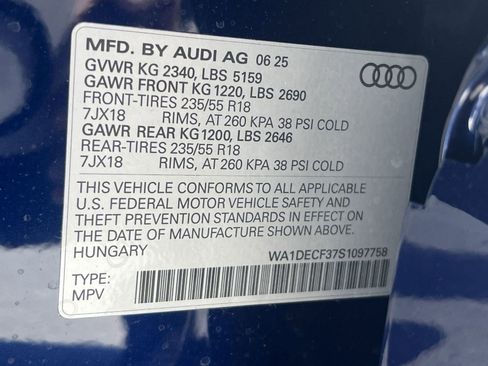 MFD. BY AUDI AG 06 25
GVWR KG 2340, LBS 5159
GAWR FRONT KG 1220, LBS 2690
FRONT-TIRES 235/55 R18
7JX18 RIMS, AT 260 KPA 38 PSI COLD
GAWR REAR KG1200, LBS 2646
REAR-TIRES 235/55 R18
7JX18 RIMS, AT 260 KPA 38 PSI COLD
THIS VEHICLE CONFORMS TO ALL APPLICABLE
U.S. FEDERAL MOTOR VEHICLE SAFETY AND
THEFT PREVENTION STANDARDS IN EFFECT ON
THE DATE OF MANUFACTURE SHOWN ABOVE.
HUNGARY WA1DECF37S1097758
TYPE:
MPV